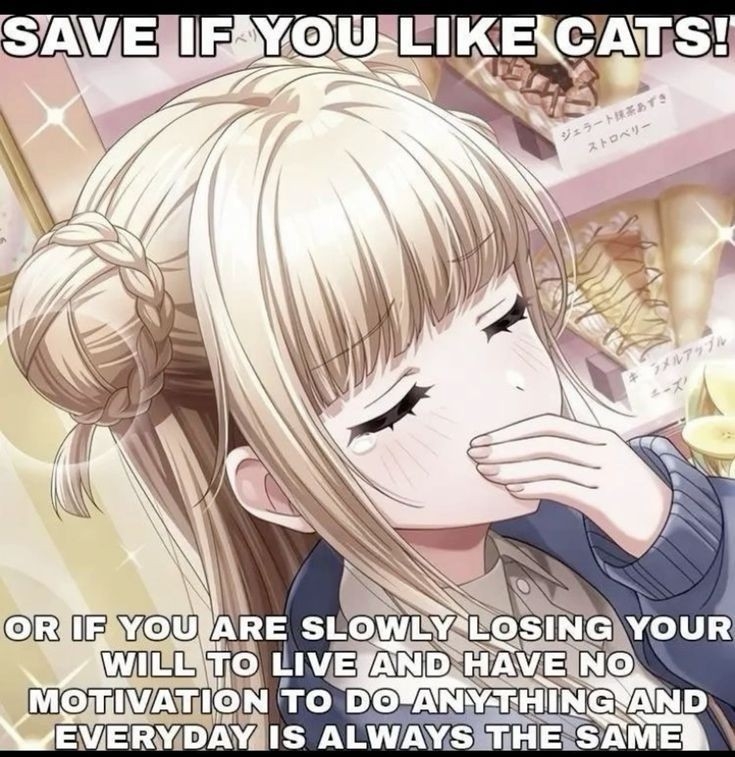 SAVE IF YOU LIKE CATS!
ジェラート抹茶あずき
ストロベリー
OR IF YOU ARE SLOWLY LOSING YOUR
WILL TO LIVE AND HAVE NO
MOTIVATION TO DO ANYTHING AND
EVERYDAY IS ALWAYS THE SAME